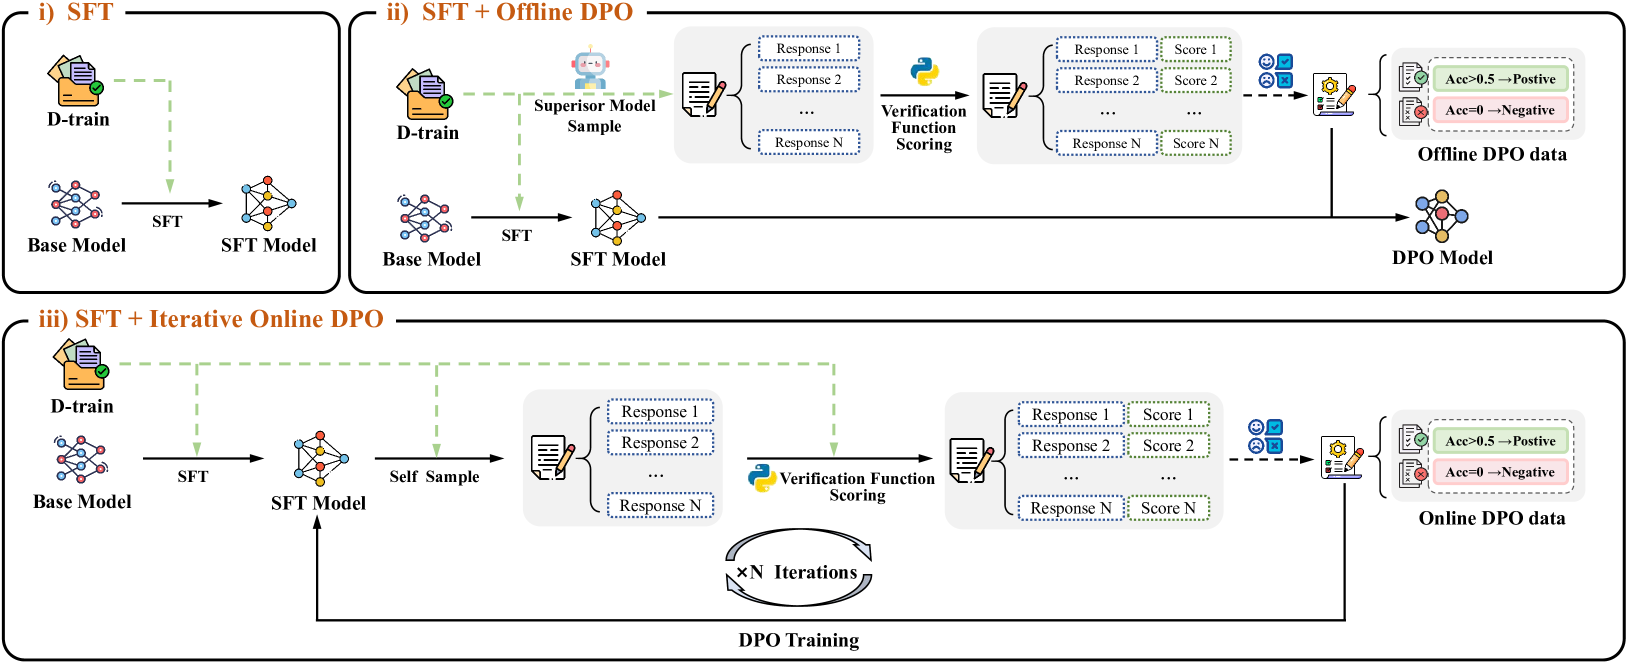 i) SFT
D-train
Base Model
SFT
SFT Model
ii) SFT + Offline DPO
D-train
Superisor Model
Sample
Response 1
Response 2
...
Response N
Verification
Function
Scoring
Response 1 Score 1
Response 2 Score 2
... ...
Response N Score N
Acc>0.5 →Postive
Acc=0 →Negative
Offline DPO data
Base Model
SFT
SFT Model
DPO Model
iii) SFT + Iterative Online DPO
D-train
Base Model
SFT
SFT Model
Self Sample
Response 1
Response 2
...
Response N
Verification Function
Scoring
Response 1 Score 1
Response 2 Score 2
... ...
Response N Score N
Acc>0.5 →Postive
Acc=0 →Negative
Online DPO data
×N Iterations
DPO Training